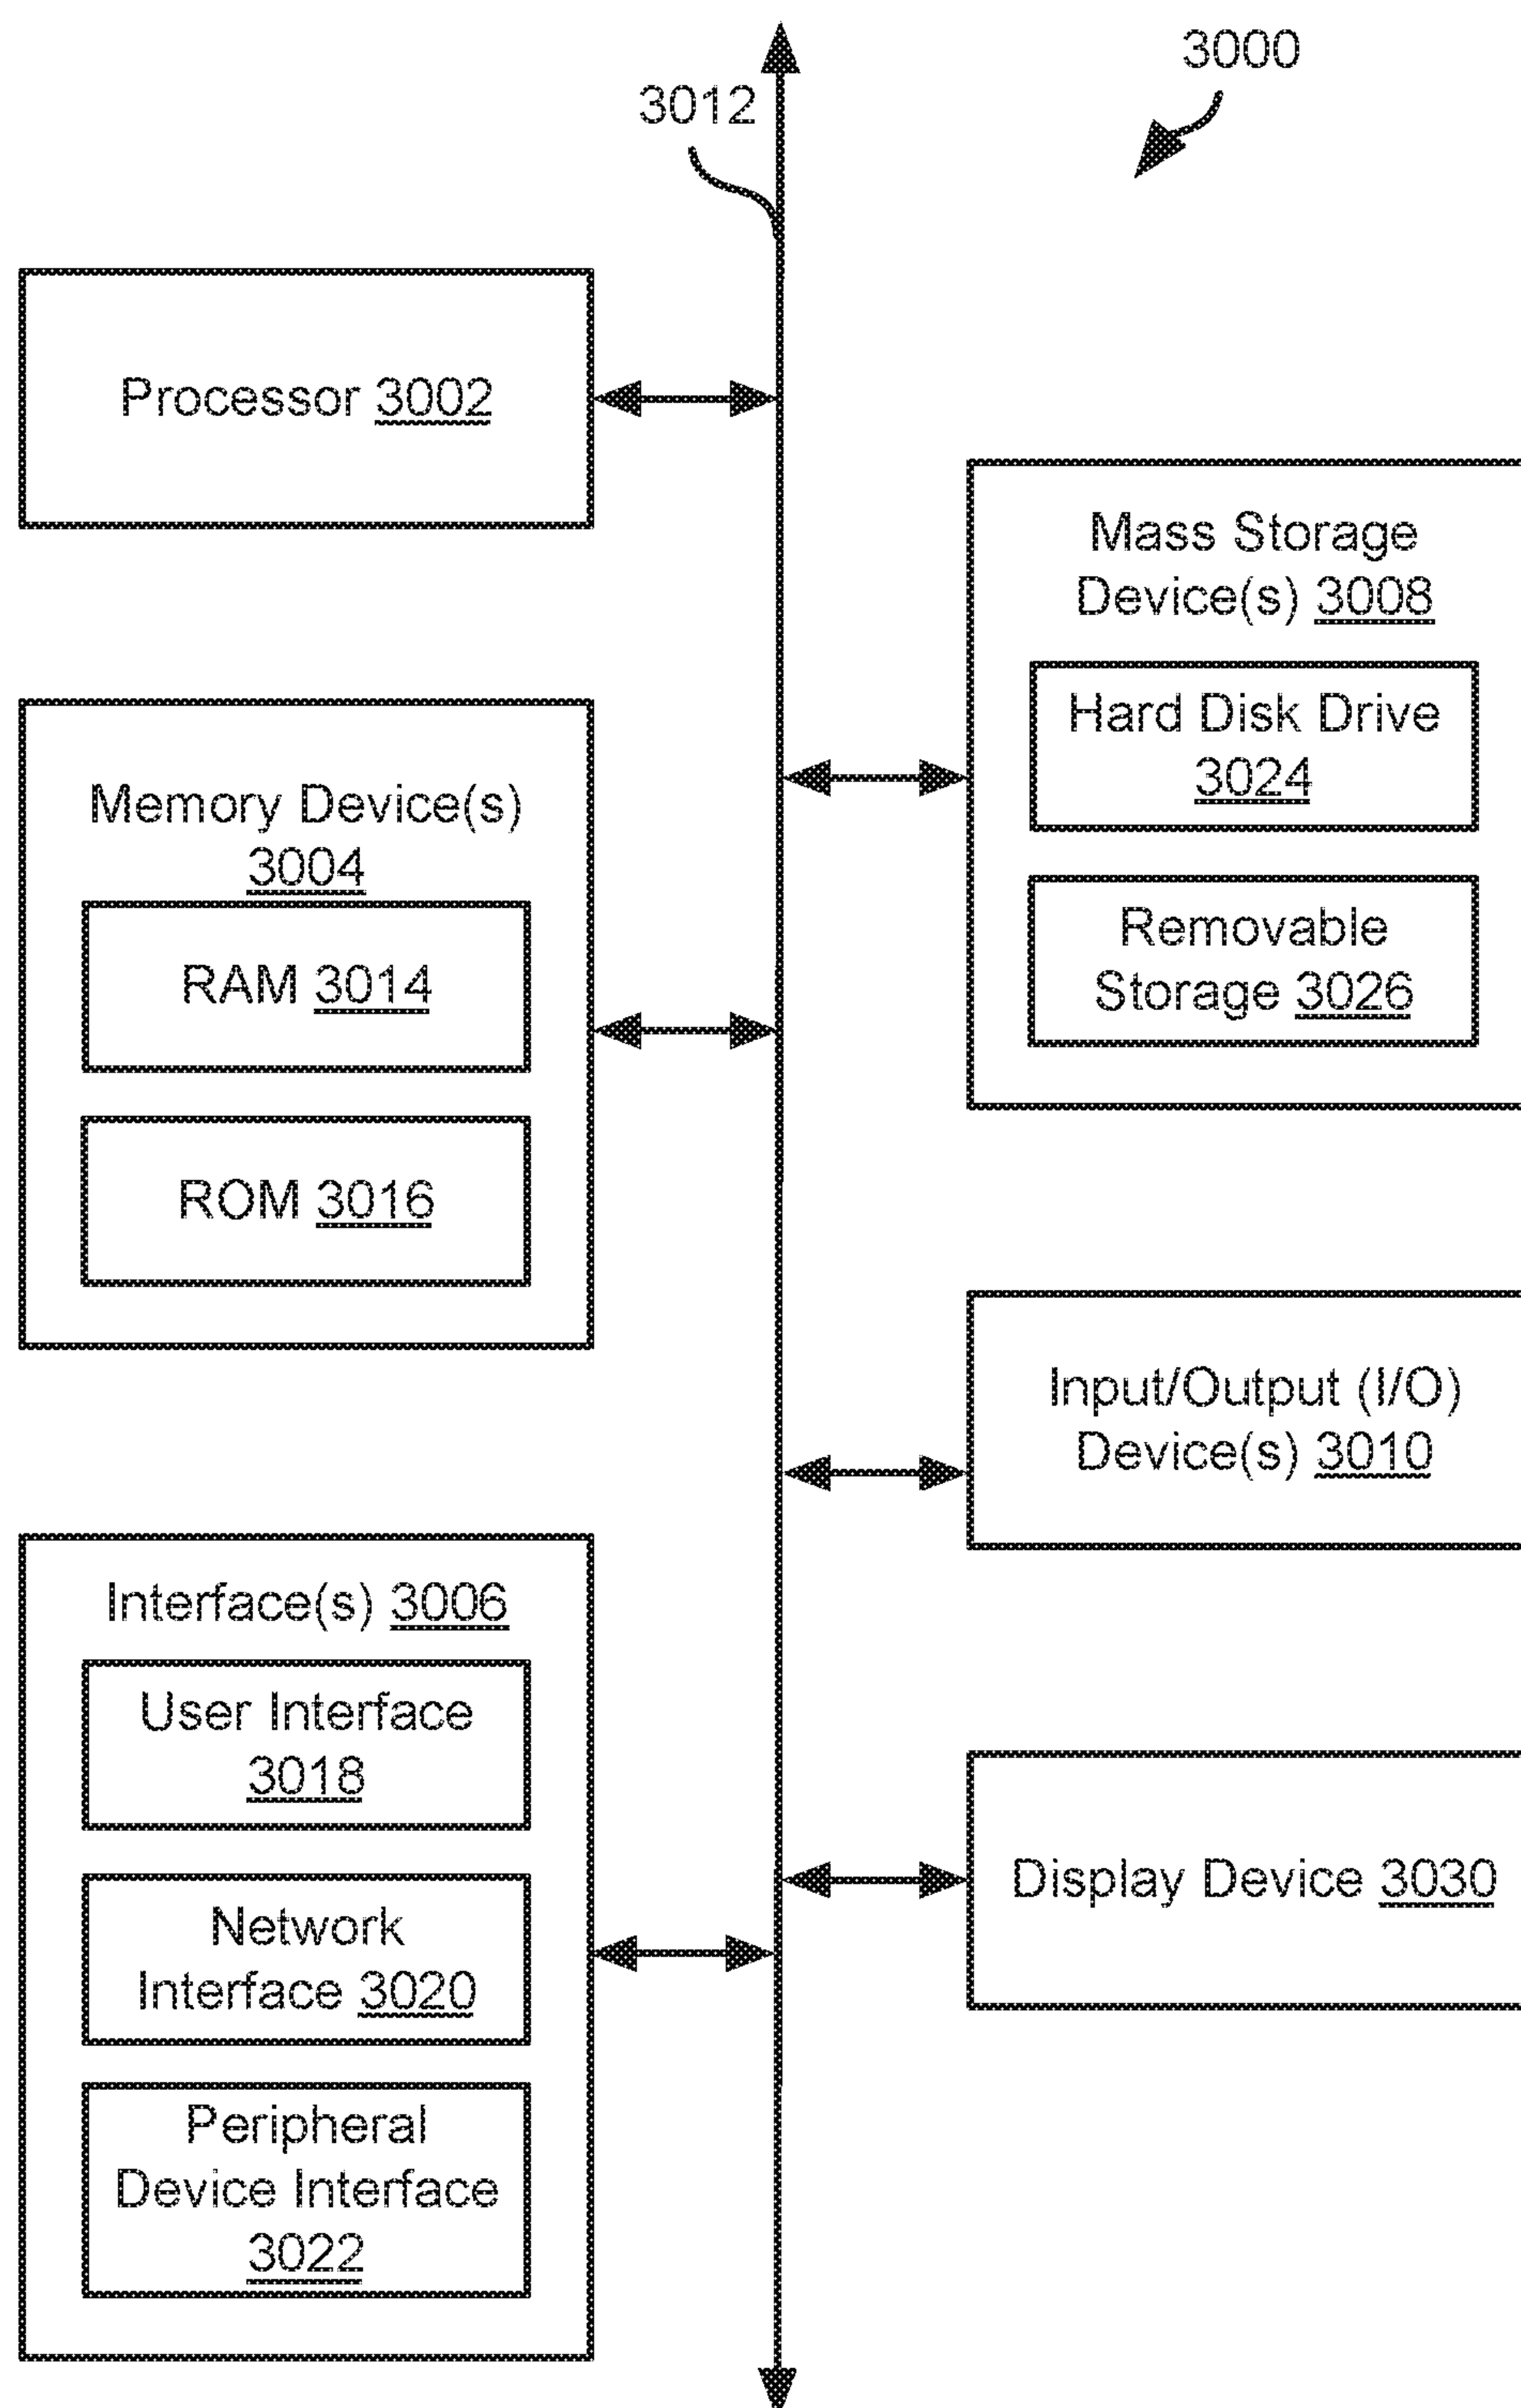 3000
3012
Processor 3002
Mass Storage
Device(s) 3008
Hard Disk Drive
3024
Removable
Storage 3026
Memory Device(s)
3004
RAM 3014
ROM 3016
Input/Output (I/O)
Device(s) 3010
Interface(s) 3006
User Interface
3018
Network
Interface 3020
Peripheral
Device Interface
3022
Display Device 3030